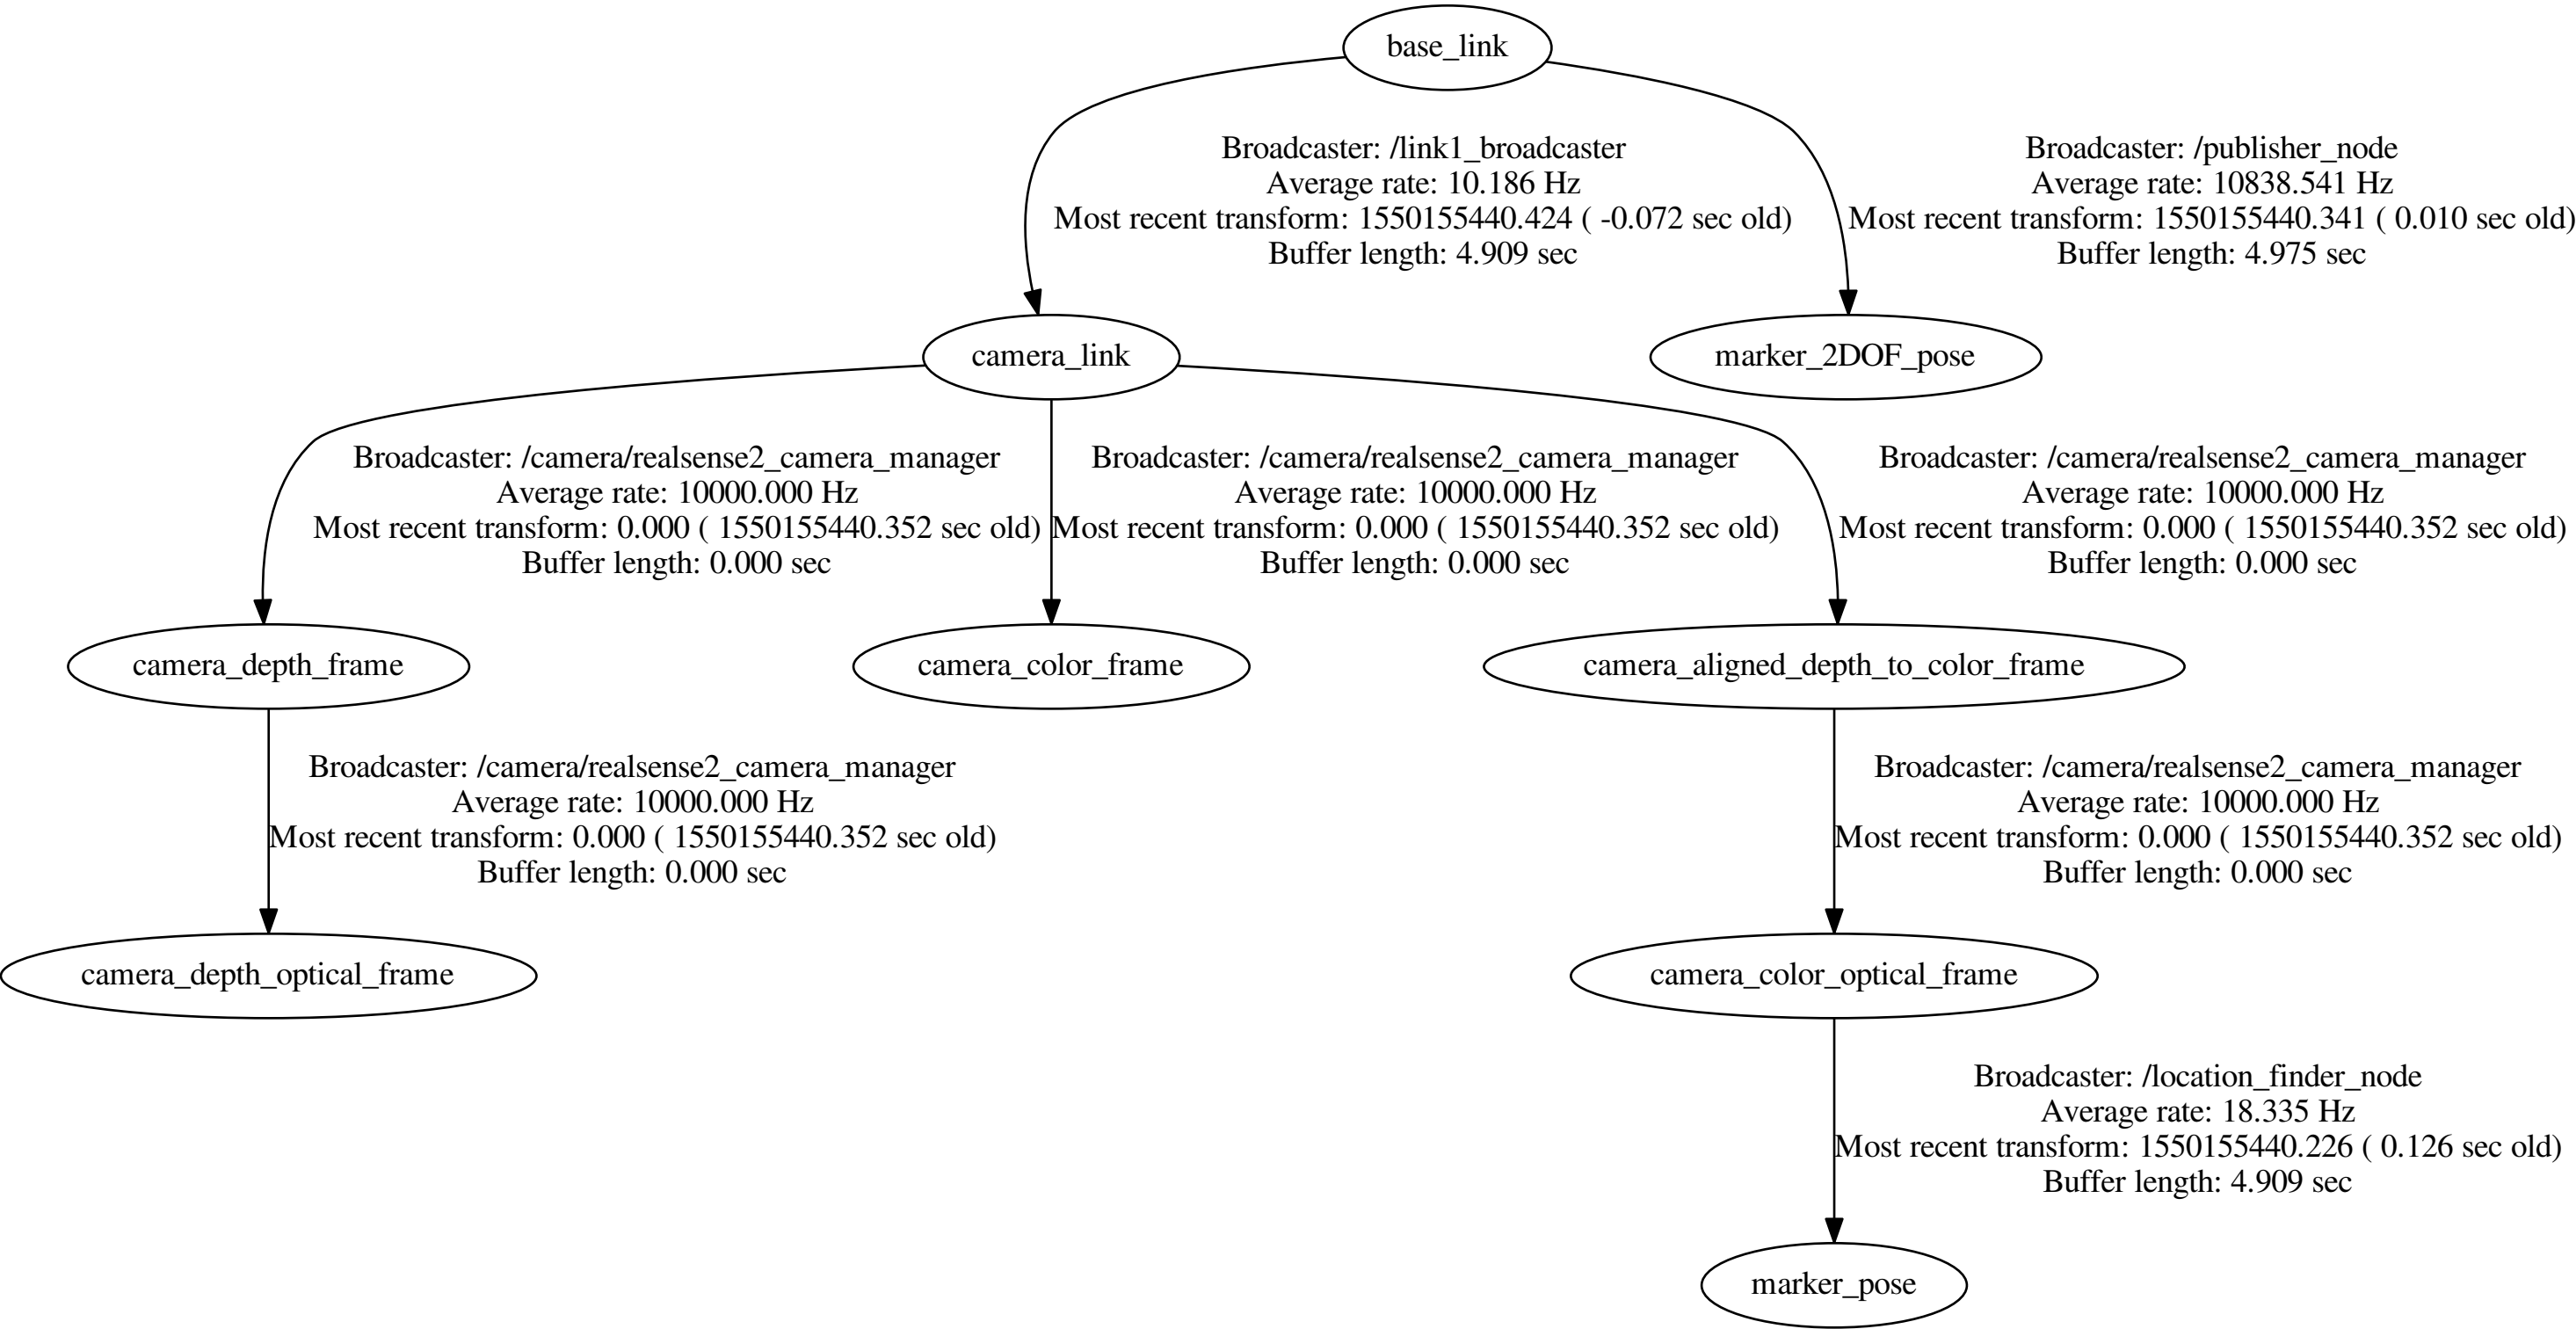 base_link
Broadcaster: /link1_broadcaster
Average rate: 10.186 Hz
Most recent transform: 1550155440.424 ( -0.072 sec old)
Buffer length: 4.909 sec
Broadcaster: /publisher_node
Average rate: 10838.541 Hz
Most recent transform: 1550155440.341 ( 0.010 sec old)
Buffer length: 4.975 sec
camera_link
marker_2DOF_pose
Broadcaster: /camera/realsense2_camera_manager
Average rate: 10000.000 Hz
Most recent transform: 0.000 ( 1550155440.352 sec old)
Buffer length: 0.000 sec
Broadcaster: /camera/realsense2_camera_manager
Average rate: 10000.000 Hz
Most recent transform: 0.000 ( 1550155440.352 sec old)
Buffer length: 0.000 sec
Broadcaster: /camera/realsense2_camera_manager
Average rate: 10000.000 Hz
Most recent transform: 0.000 ( 1550155440.352 sec old)
Buffer length: 0.000 sec
camera_depth_frame
camera_color_frame
camera_aligned_depth_to_color_frame
Broadcaster: /camera/realsense2_camera_manager
Average rate: 10000.000 Hz
Most recent transform: 0.000 ( 1550155440.352 sec old)
Buffer length: 0.000 sec
Broadcaster: /camera/realsense2_camera_manager
Average rate: 10000.000 Hz
Most recent transform: 0.000 ( 1550155440.352 sec old)
Buffer length: 0.000 sec
camera_depth_optical_frame
camera_color_optical_frame
Broadcaster: /location_finder_node
Average rate: 18.335 Hz
Most recent transform: 1550155440.226 ( 0.126 sec old)
Buffer length: 4.909 sec
marker_pose